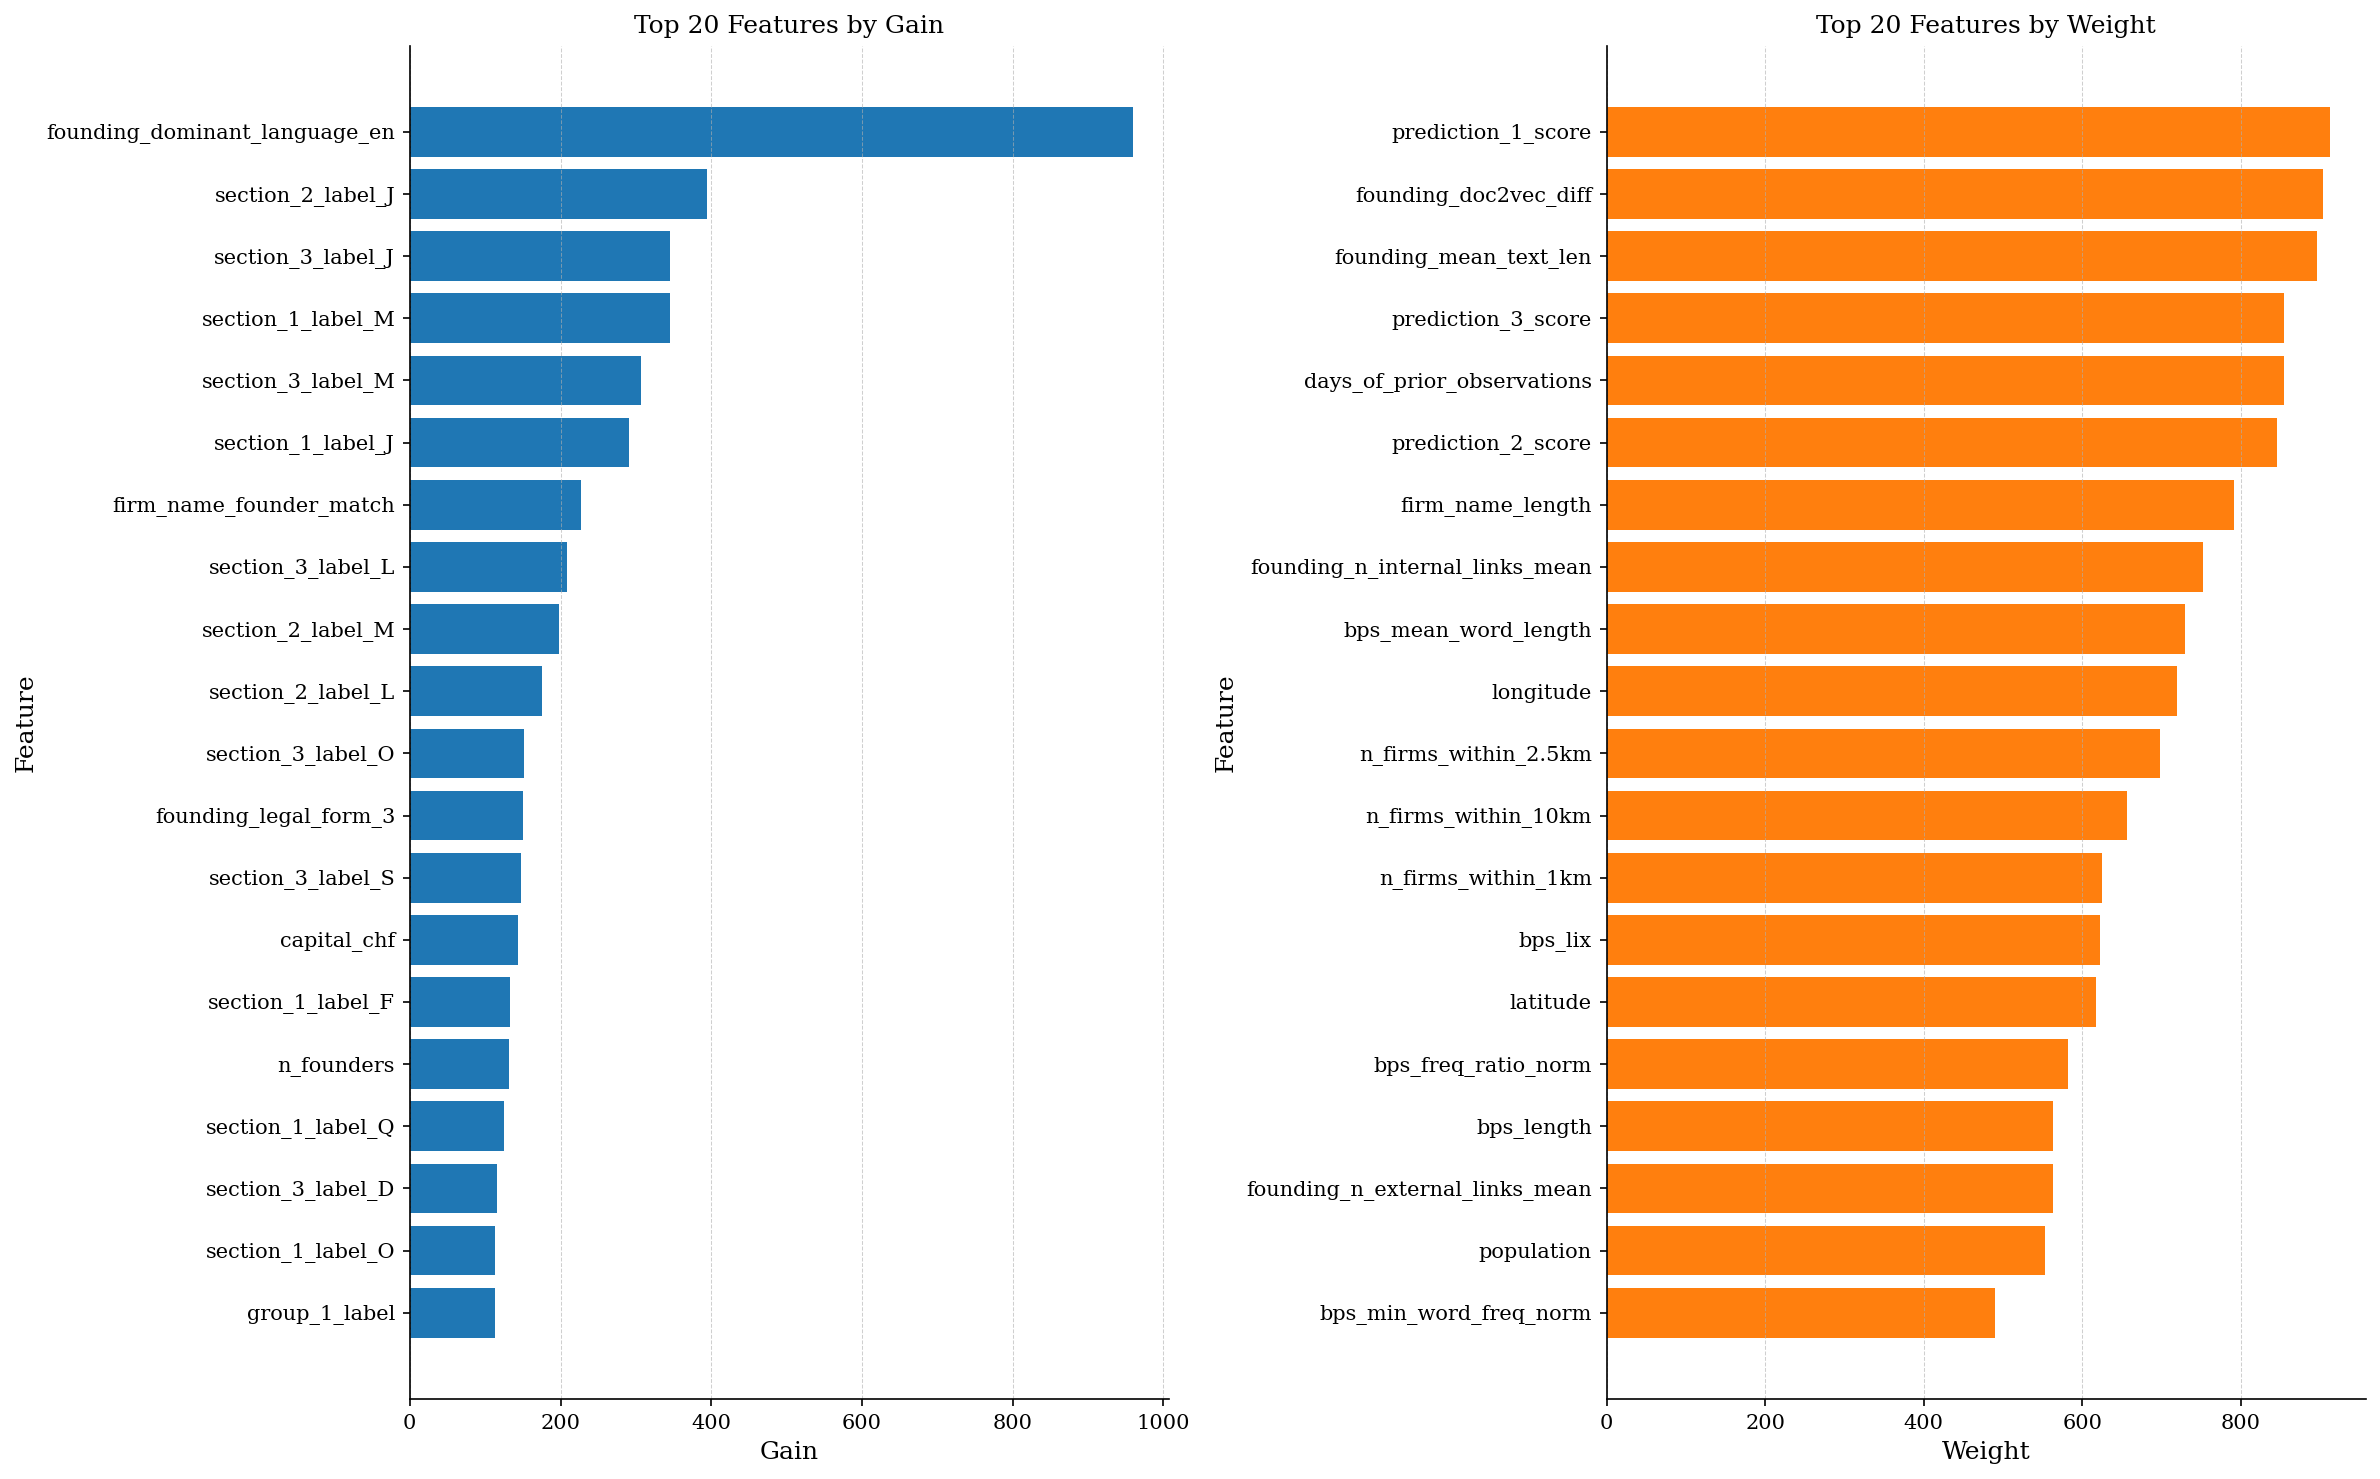 Top 20 Features by Gain
founding_dominant_language_en
section_2_label_J
section_3_label_J
section_1_label_M
section_3_label_M
section_1_label_J
firm_name_founder_match
section_3_label_L
section_2_label_M
section_2_label_L
section_3_label_O
founding_legal_form_3
section_3_label_S
capital_chf
section_1_label_F
n_founders
section_1_label_Q
section_3_label_D
section_1_label_O
group_1_label
Feature
0 200 400 600 800 1000
Gain
Top 20 Features by Weight
prediction_1_score
founding_doc2vec_diff
founding_mean_text_len
prediction_3_score
days_of_prior_observations
prediction_2_score
firm_name_length
founding_n_internal_links_mean
bps_mean_word_length
longitude
n_firms_within_2.5km
n_firms_within_10km
n_firms_within_1km
bps_lix
latitude
bps_freq_ratio_norm
bps_length
founding_n_external_links_mean
population
bps_min_word_freq_norm
Feature
0 200 400 600 800
Weight